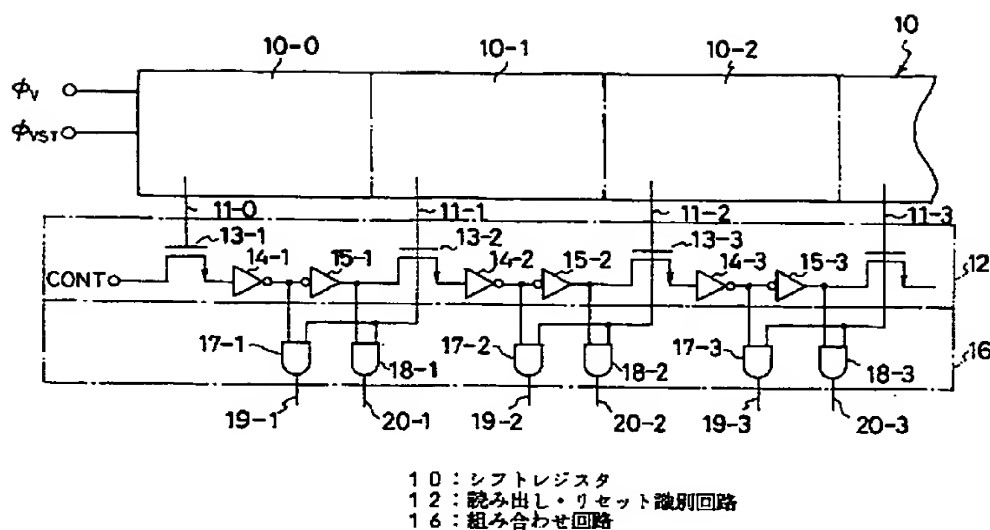 10-0 10-1 10-2 10
φV
φVST
11-0 11-1 11-2 11-3
13-1 13-2 13-3
14-1 15-1 14-2 15-2 14-3 15-3
CONT 12
17-1 18-1 17-2 18-2 17-3 18-3 16
19-1 20-1 19-2 20-2 19-3 20-3
10：シフトレジスタ
12：読み出し・リセット識別回路
16：組み合わせ回路